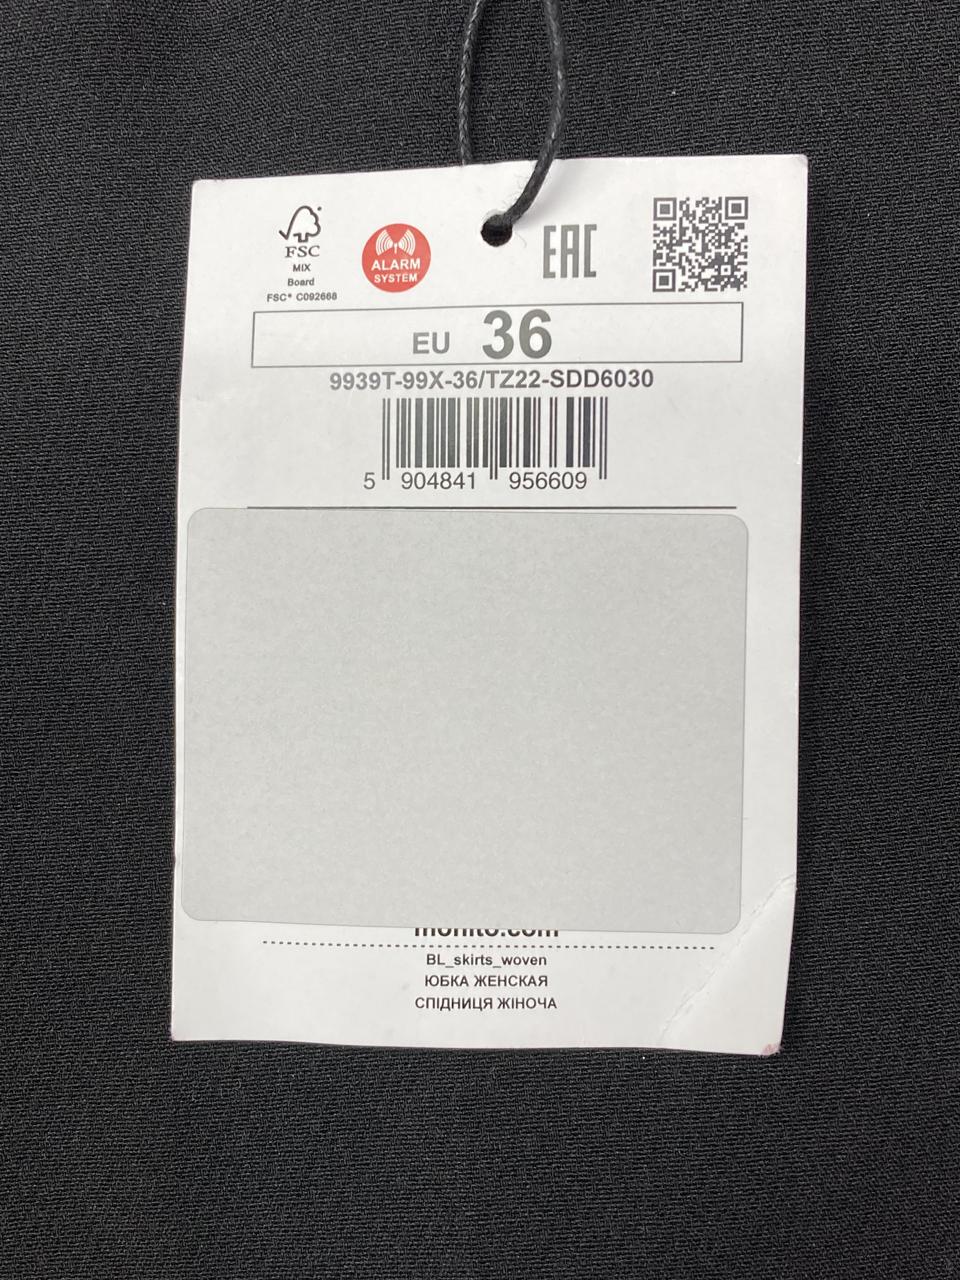 FSC
MIX
Board
FSC® C092668
ALARM
SYSTEM
EAC
EU 36
9939T-99X-36/TZ22-SDD6030
5 904841 956609
BL_skirts_woven
ЮБКА ЖЕНСКАЯ
СПІДНИЦЯ ЖІНОЧА